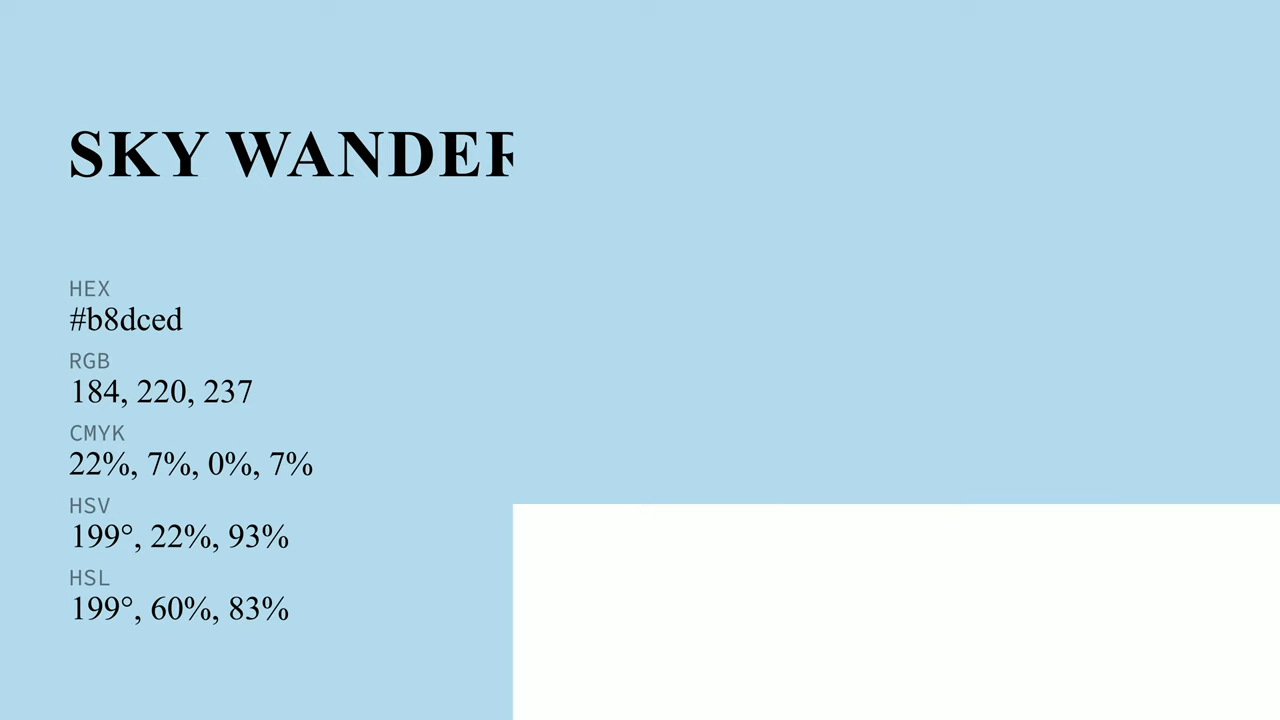 SKY WANDER
HEX
#b8dced
RGB
184, 220, 237
CMYK
22%, 7%, 0%, 7%
HSV
199°, 22%, 93%
HSL
199°, 60%, 83%